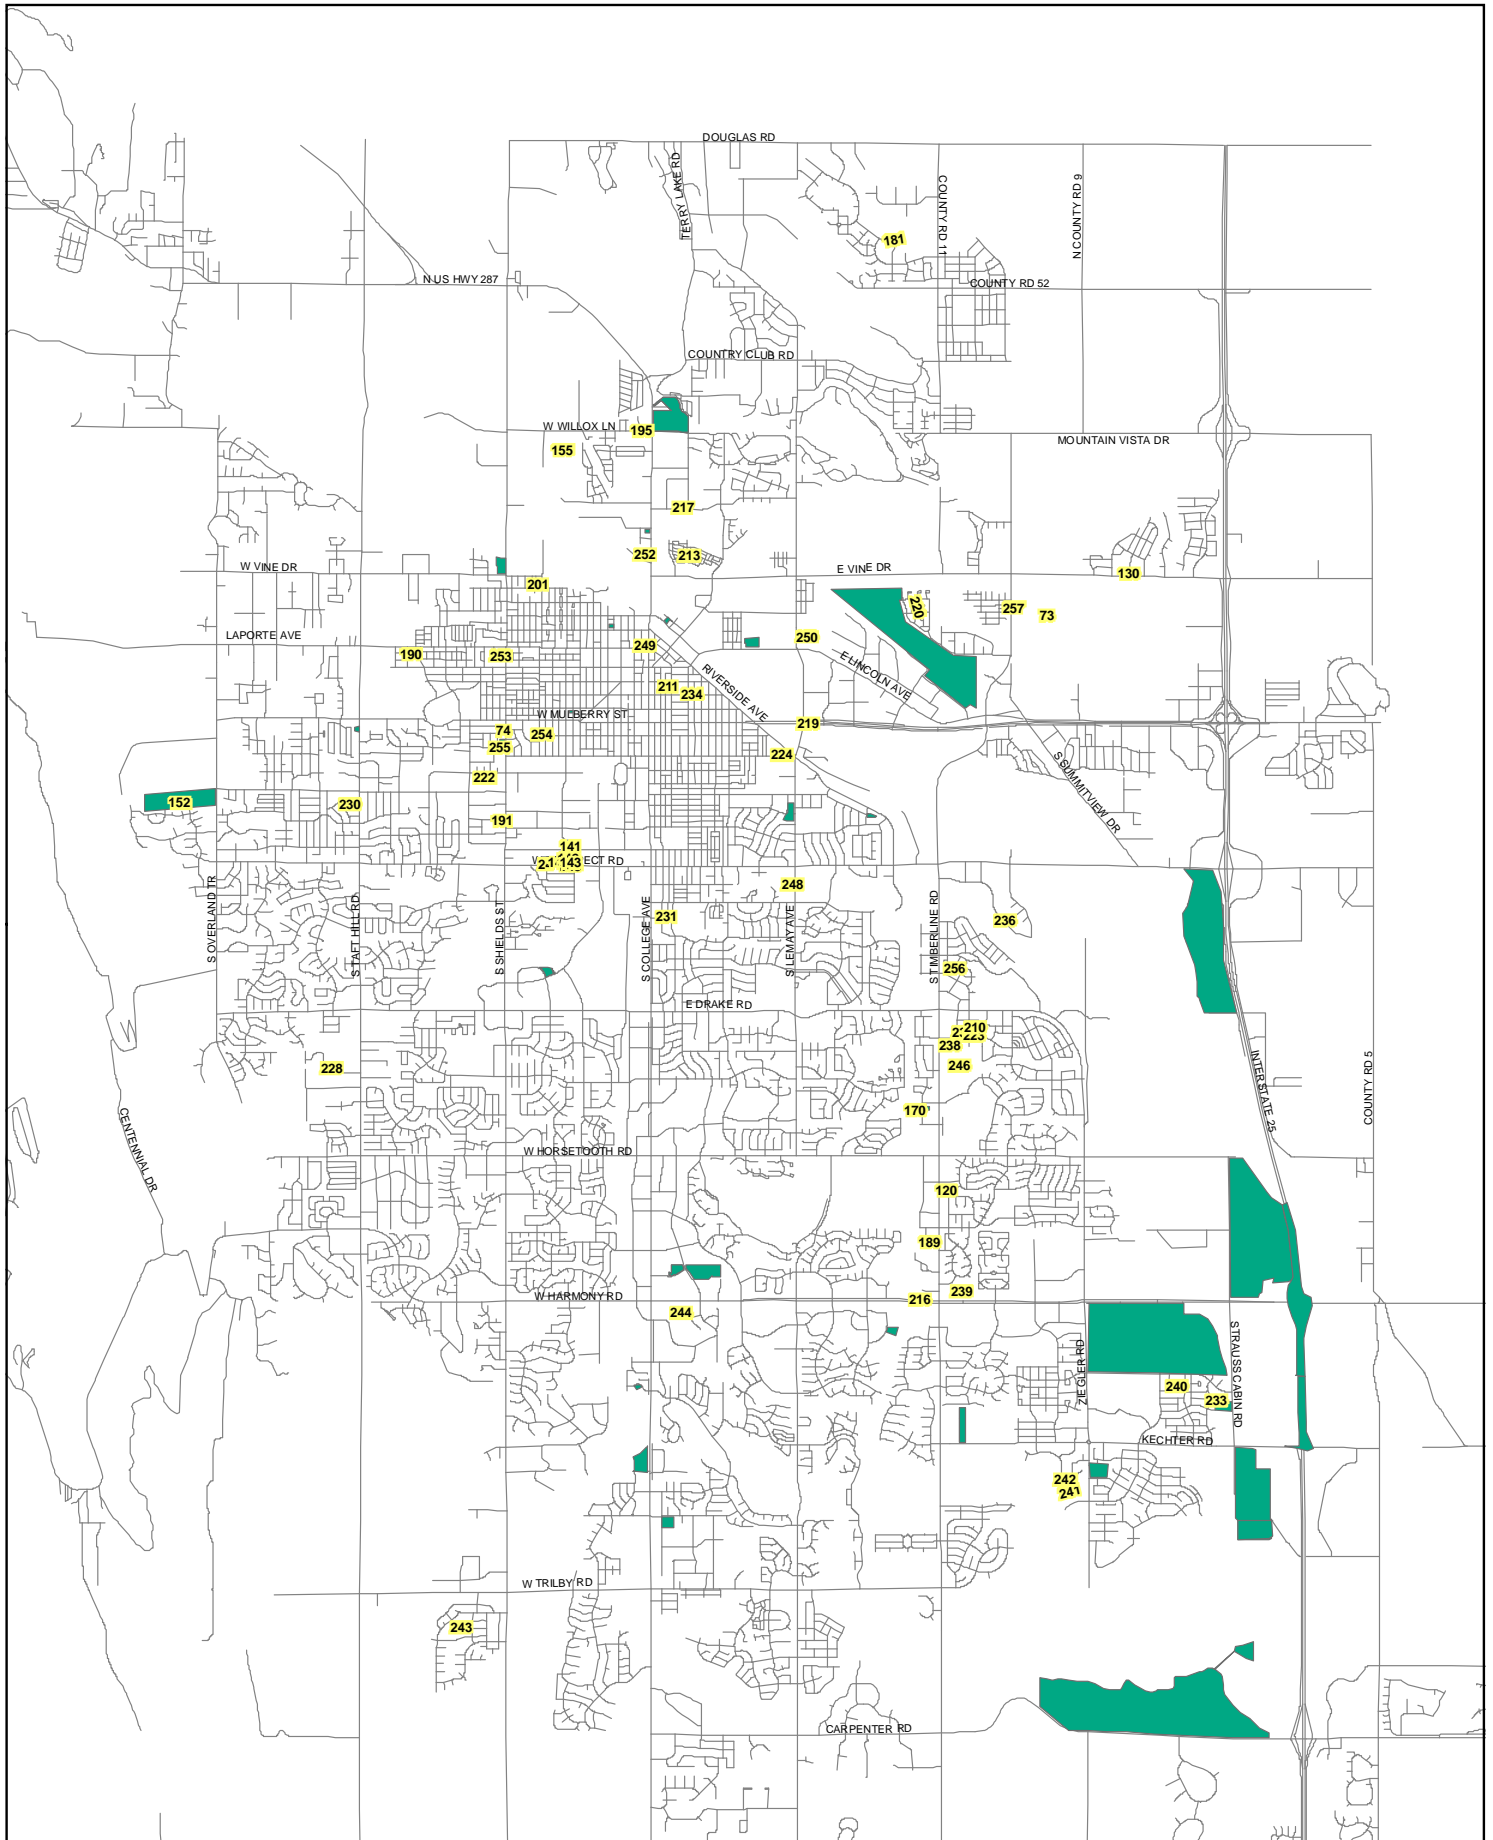 DOUGLAS RD
TERRY LAKE RD
COUNTY RD 11
N COUNTY RD 9
181
N US HWY 287
COUNTY RD 52
COUNTRY CLUB RD
W WILLOX LN
195
155
MOUNTAIN VISTA DR
217
252
213
W VINE DR
E VINE DR
130
201
220
257
73
LAPORTE AVE
250
249
190
253
E LINCOLN AVE
211
234
RIVERSIDE AVE
W MULBERRY ST
219
74
254
255
224
S SUMMITVIEW DR
222
152
230
191
141
143
ECT RD
248
S OVERLAND TR
S TAFT HILL RD
S SHIELDS ST
S COLLEGE AVE
231
S LEMAY AVE
S TIMBERLINE RD
236
256
E DRAKE RD
210
223
238
246
228
INTERSTATE 25
COUNTY RD 5
170
CENTENNIAL DR
W HORSETOOTH RD
120
189
W HARMONY RD
239
216
244
ZIEGLER RD
STRAUSS CABIN RD
240
233
KECHTER RD
242
241
W TRILBY RD
243
CARPENTER RD